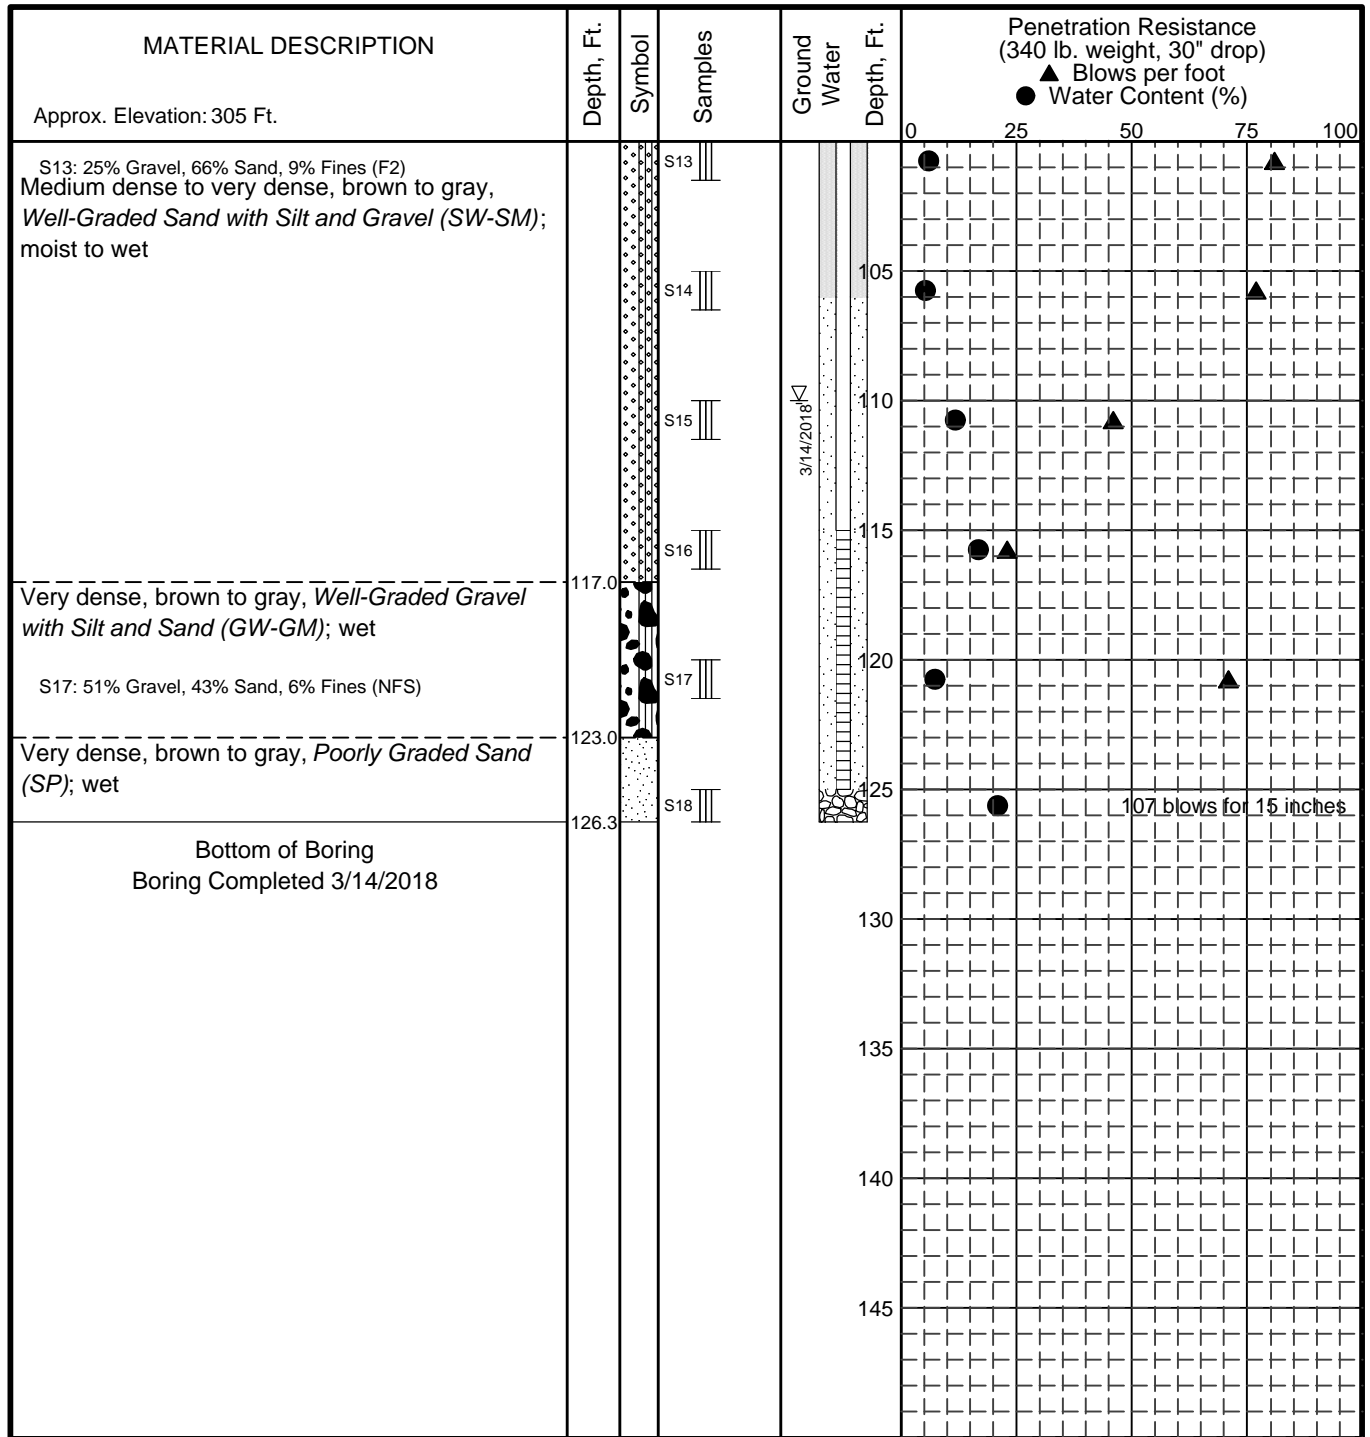 MATERIAL DESCRIPTION
Approx. Elevation: 305 Ft.
Depth, Ft.
Symbol
Samples
Ground
Water
Depth, Ft.
Penetration Resistance
(340 lb. weight, 30" drop)
▲ Blows per foot
● Water Content (%)
0 25 50 75 100
S13: 25% Gravel, 66% Sand, 9% Fines (F2)
Medium dense to very dense, brown to gray,
Well-Graded Sand with Silt and Gravel (SW-SM);
moist to wet
S13
105
S14
110
S15
3/14/2018
115
S16
117.0
Very dense, brown to gray, Well-Graded Gravel
with Silt and Sand (GW-GM); wet
120
S17: 51% Gravel, 43% Sand, 6% Fines (NFS)
S17
123.0
Very dense, brown to gray, Poorly Graded Sand
(SP); wet
125
S18
107 blows for 15 inches
126.3
Bottom of Boring
Boring Completed 3/14/2018
130
135
140
145